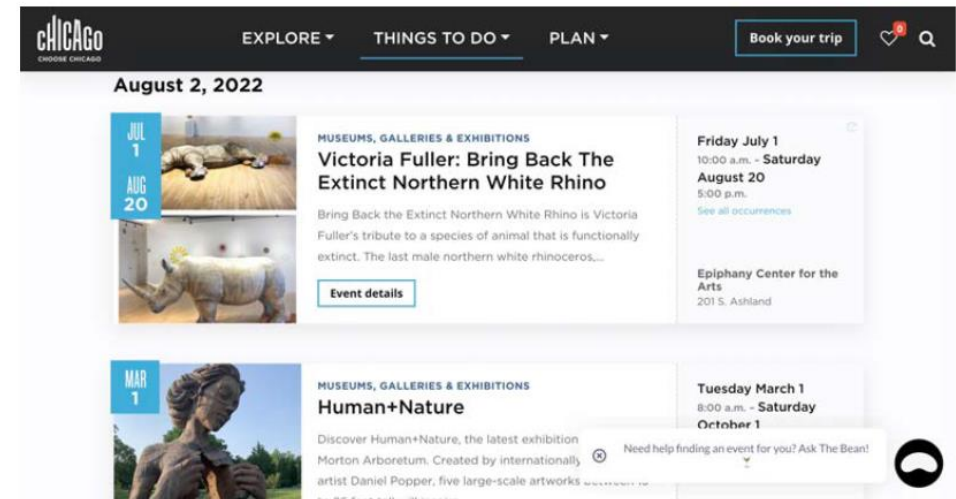 cHICAGO
CHOOSE CHICAGO
EXPLORE
THINGS TO DO
PLAN
Book your trip
0
August 2, 2022
JUL
1
AUG
20
MUSEUMS, GALLERIES & EXHIBITIONS
Victoria Fuller: Bring Back The
Extinct Northern White Rhino
Bring Back the Extinct Northern White Rhino is Victoria
Fuller's tribute to a species of animal that is functionally
extinct. The last male northern white rhinoceros,...
Event details
Friday July 1
10:00 a.m. - Saturday
August 20
5:00 p.m.
See all occurrences
Epiphany Center for the
Arts
201 S. Ashland
MAR
1
MUSEUMS, GALLERIES & EXHIBITIONS
Human+Nature
Discover Human+Nature, the latest exhibition
Morton Arboretum. Created by internationally
artist Daniel Popper, five large-scale artworks
Tuesday March 1
8:00 a.m. - Saturday
October 1
Need help finding an event for you? Ask The Bean!